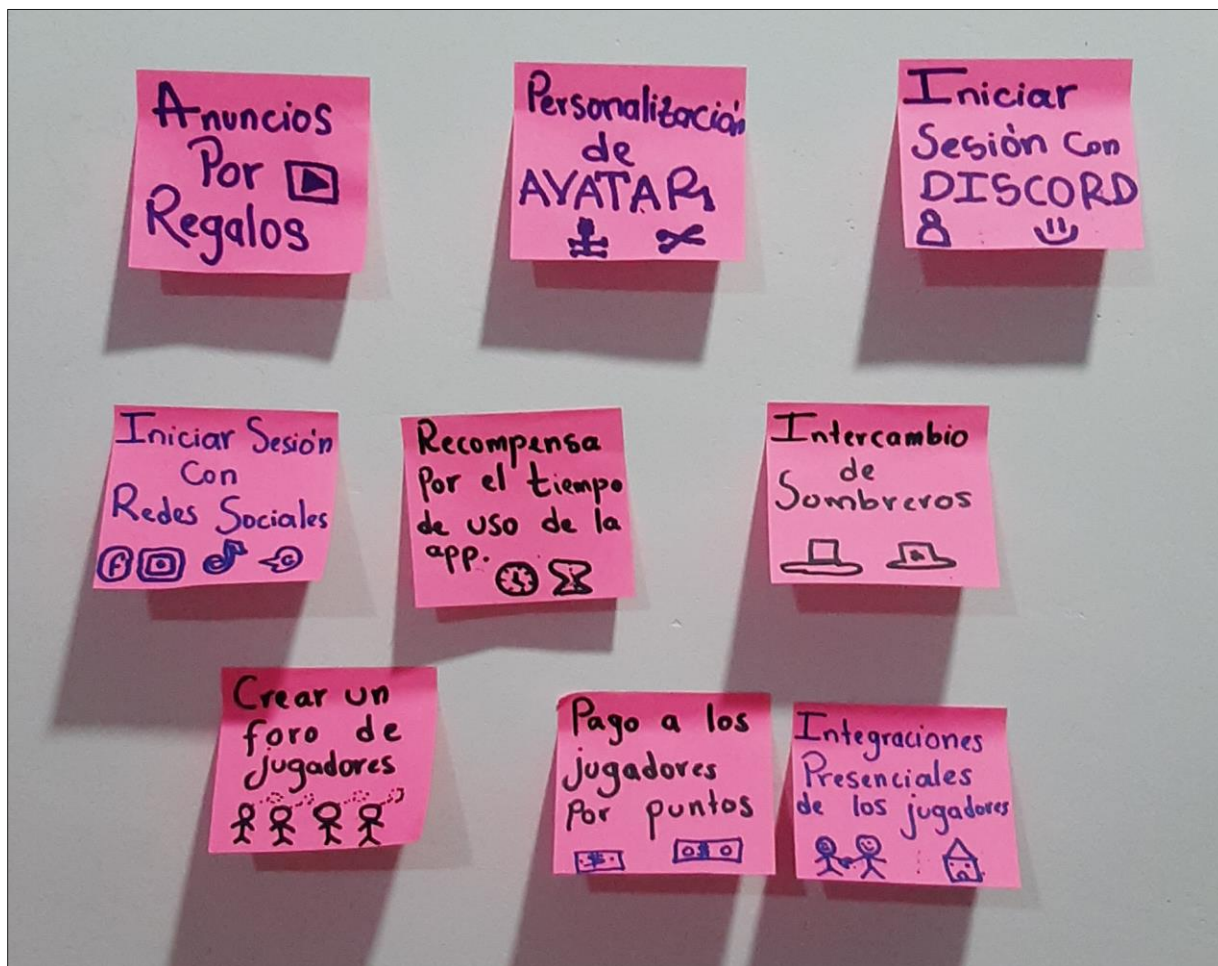 Anuncios
Por
Regalos
Personalización
de
AVATAR
Iniciar
Sesión Con
DISCORD
Iniciar Sesión
Con
Redes Sociales
Recompensa
Por el tiempo
de uso de la
app.
Intercambio
de
Sombreros
Crear un
foro de
jugadores
Pago a los
jugadores
Por puntos
Integraciones
Presenciales
de los jugadores